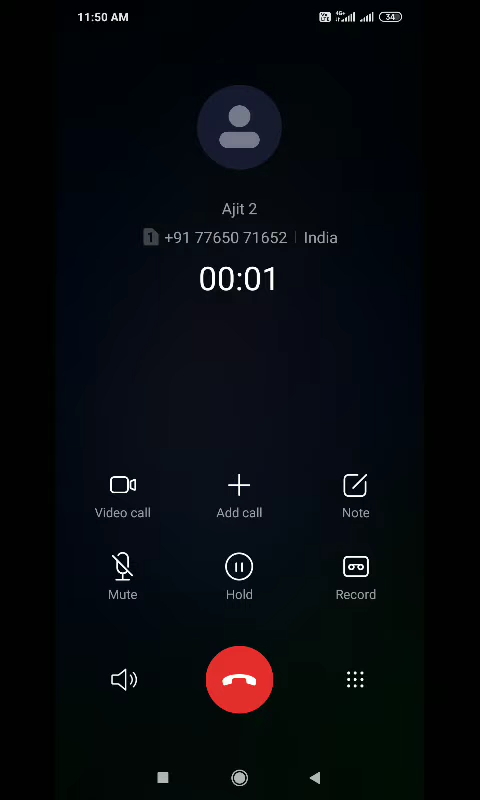 11:50 AM 4G+ 34
Ajit 2
1 +91 77650 71652 | India
00:01
Video call Add call Note
Mute Hold Record